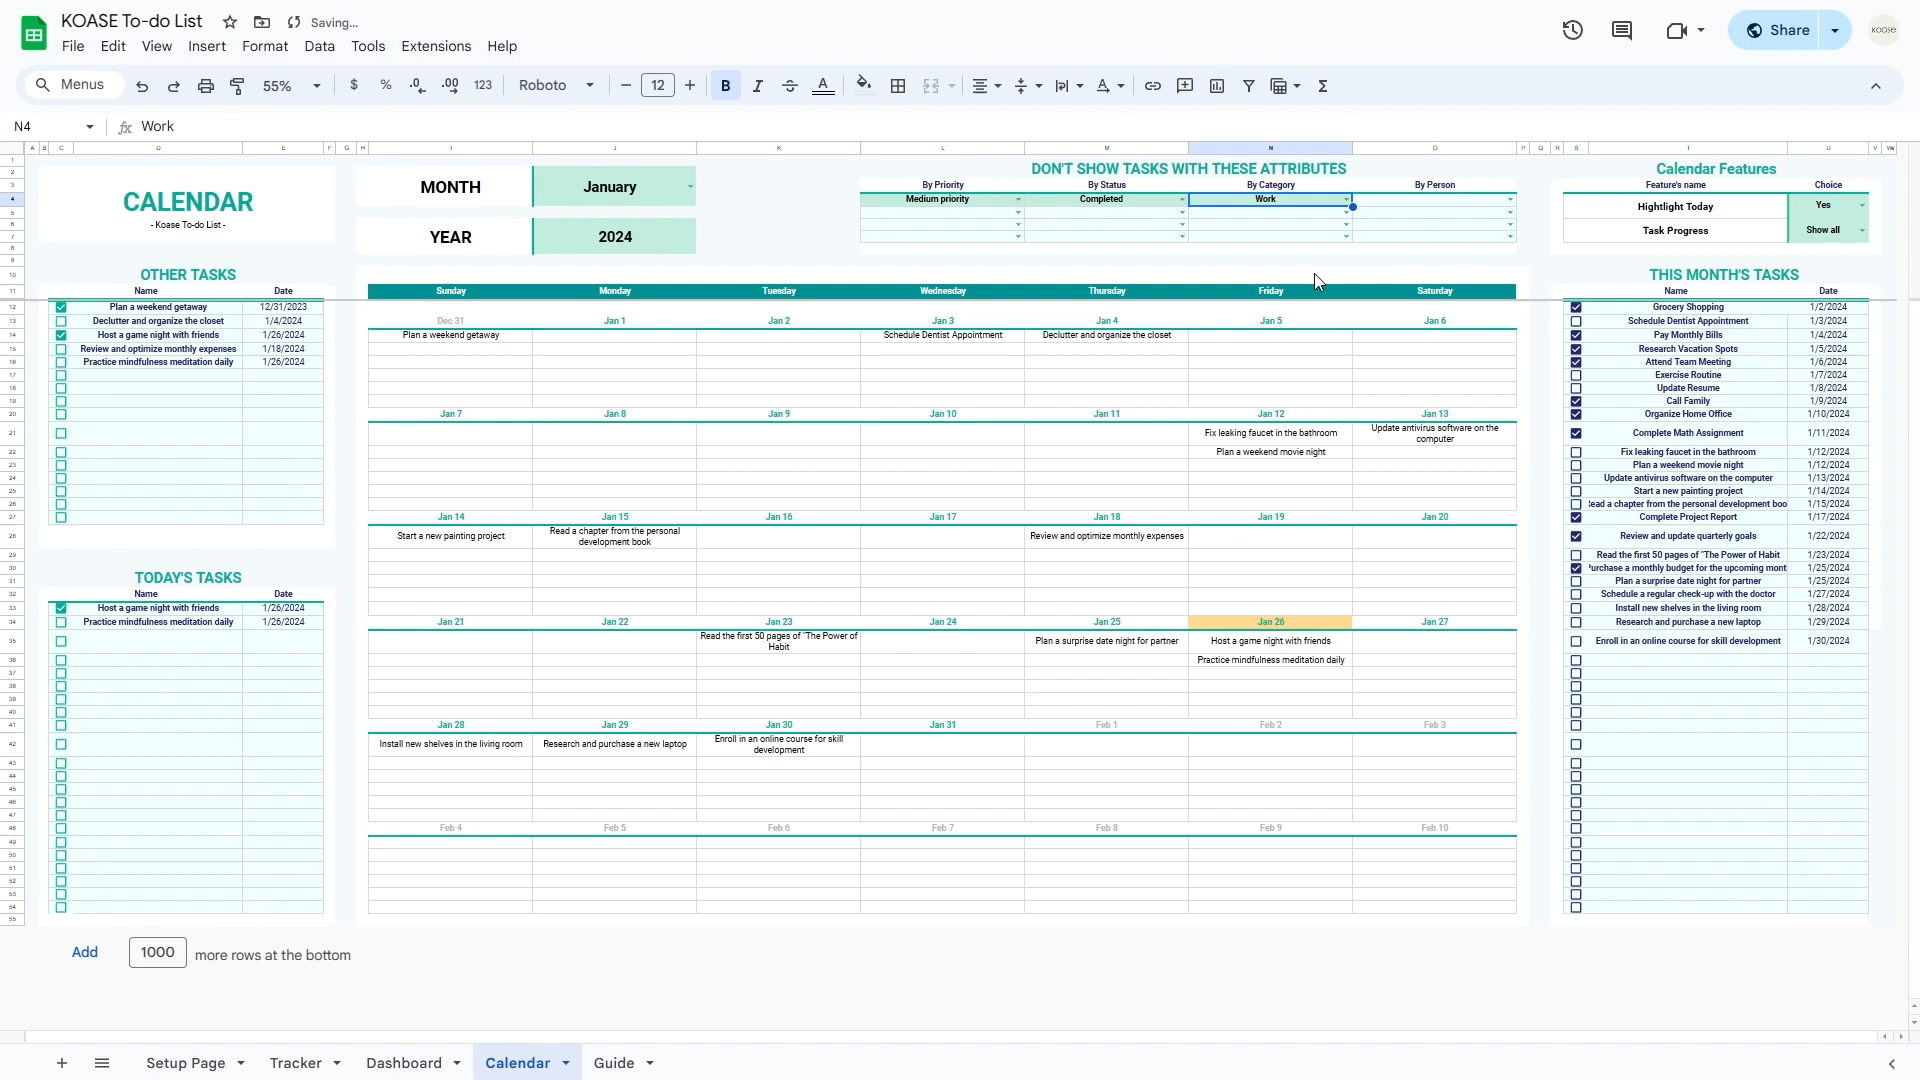 KOASE To-do List
Saving...
File Edit View Insert Format Data Tools Extensions Help
Share
KOASE
Menus
55%
$ % .0 .00 123
Roboto
12
B I A
N4
fx Work
CALENDAR
- Koase To-do List -
MONTH January
YEAR 2024
DON'T SHOW TASKS WITH THESE ATTRIBUTES
By Priority By Status By Category By Person
Medium priority Completed Work
Calendar Features
Feature's name Choice
Hightlight Today Yes
Task Progress Show all
OTHER TASKS
Name Date
Plan a weekend getaway 12/31/2023
Declutter and organize the closet 1/4/2024
Host a game night with friends 1/26/2024
Review and optimize monthly expenses 1/18/2024
Practice mindfulness meditation daily 1/26/2024
TODAY'S TASKS
Name Date
Host a game night with friends 1/26/2024
Practice mindfulness meditation daily 1/26/2024
Sunday Monday Tuesday Wednesday Thursday Friday Saturday
Dec 31 Jan 1 Jan 2 Jan 3 Jan 4 Jan 5 Jan 6
Plan a weekend getaway Schedule Dentist Appointment Declutter and organize the closet
Jan 7 Jan 8 Jan 9 Jan 10 Jan 11 Jan 12 Jan 13
Fix leaking faucet in the bathroom Update antivirus software on the
computer
Plan a weekend movie night
Jan 14 Jan 15 Jan 16 Jan 17 Jan 18 Jan 19 Jan 20
Start a new painting project Read a chapter from the personal
development book
Review and optimize monthly expenses
Jan 21 Jan 22 Jan 23 Jan 24 Jan 25 Jan 26 Jan 27
Read the first 50 pages of "The Power of
Habit
Plan a surprise date night for partner Host a game night with friends
Practice mindfulness meditation daily
Jan 28 Jan 29 Jan 30 Jan 31 Feb 1 Feb 2 Feb 3
Install new shelves in the living room Research and purchase a new laptop Enroll in an online course for skill
development
Feb 4 Feb 5 Feb 6 Feb 7 Feb 8 Feb 9 Feb 10
THIS MONTH'S TASKS
Name Date
Grocery Shopping 1/2/2024
Schedule Dentist Appointment 1/3/2024
Pay Monthly Bills 1/4/2024
Research Vacation Spots 1/5/2024
Attend Team Meeting 1/6/2024
Exercise Routine 1/7/2024
Update Resume 1/8/2024
Call Family 1/9/2024
Organize Home Office 1/10/2024
Complete Math Assignment 1/11/2024
Fix leaking faucet in the bathroom 1/12/2024
Plan a weekend movie night 1/12/2024
Update antivirus software on the computer 1/13/2024
Start a new painting project 1/14/2024
ead a chapter from the personal development boo 1/15/2024
Complete Project Report 1/17/2024
Review and update quarterly goals 1/22/2024
Read the first 50 pages of "The Power of Habit 1/23/2024
urchase a monthly budget for the upcoming mont 1/25/2024
Plan a surprise date night for partner 1/25/2024
Schedule a regular check-up with the doctor 1/27/2024
Install new shelves in the living room 1/28/2024
Research and purchase a new laptop 1/29/2024
Enroll in an online course for skill development 1/30/2024
Add 1000 more rows at the bottom
Setup Page Tracker Dashboard Calendar Guide